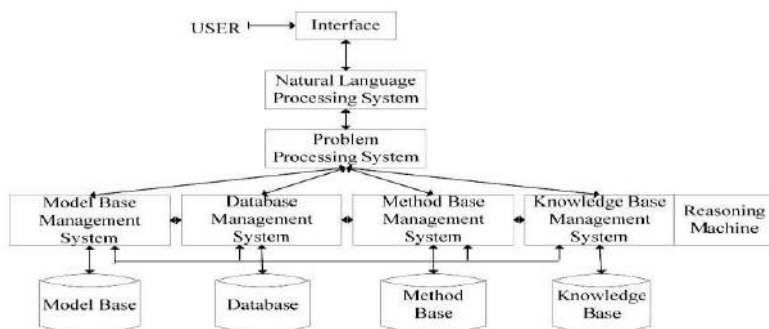 USER
Interface
Natural Language
Processing System
Problem
Processing System
Model Base
Management
System
Database
Management
System
Method Base
Management
System
Knowledge Base
Management
System
Reasoning
Machine
Model Base
Database
Method
Base
Knowledge
Base